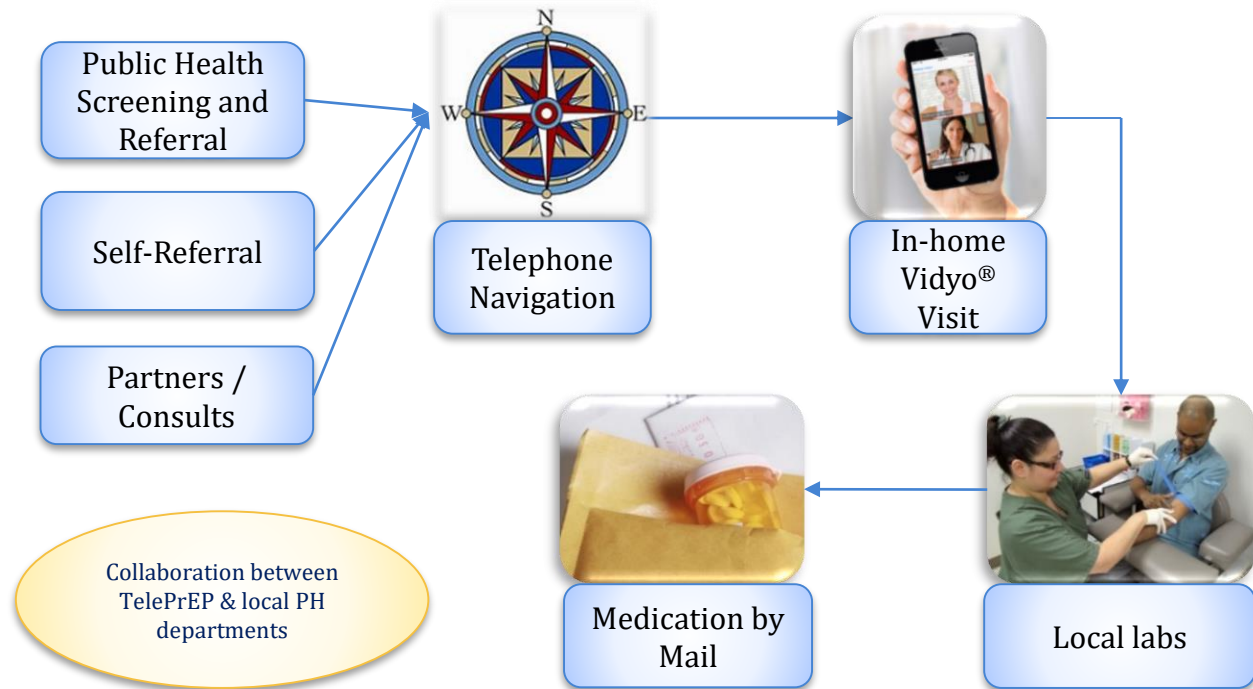 Public Health
Screening and
Referral
Self-Referral
Partners /
Consults
N
W
E
S
Telephone
Navigation
In-home
Vidyo®
Visit
Medication by
Mail
Local labs
Collaboration between
TelePrEP & local PH
departments